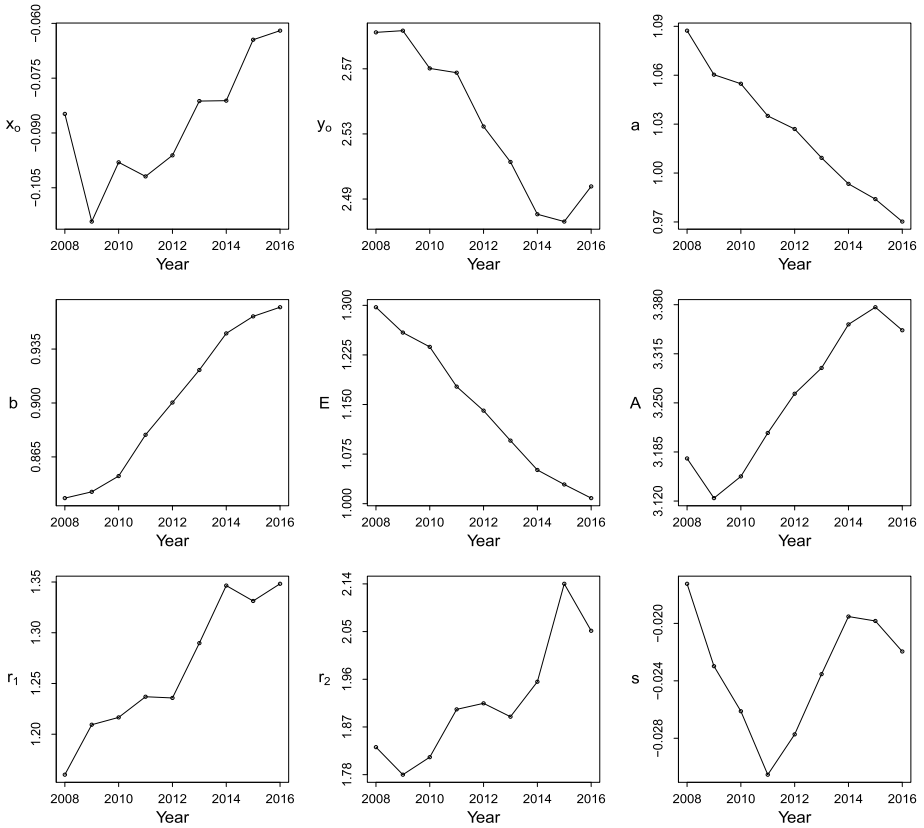 −0.060
−0.075
−0.090
−0.105
x₀
2008 2010 2012 2014 2016
Year
2.57
2.53
2.49
y₀
2008 2010 2012 2014 2016
Year
1.09
1.06
1.03
1.00
0.97
a
2008 2010 2012 2014 2016
Year
0.935
0.900
0.865
b
2008 2010 2012 2014 2016
Year
1.300
1.225
1.150
1.075
1.000
E
2008 2010 2012 2014 2016
Year
3.380
3.315
3.250
3.185
3.120
A
2008 2010 2012 2014 2016
Year
1.35
1.30
1.25
1.20
r₁
2008 2010 2012 2014 2016
Year
2.14
2.05
1.96
1.87
1.78
r₂
2008 2010 2012 2014 2016
Year
−0.020
−0.024
−0.028
s
2008 2010 2012 2014 2016
Year